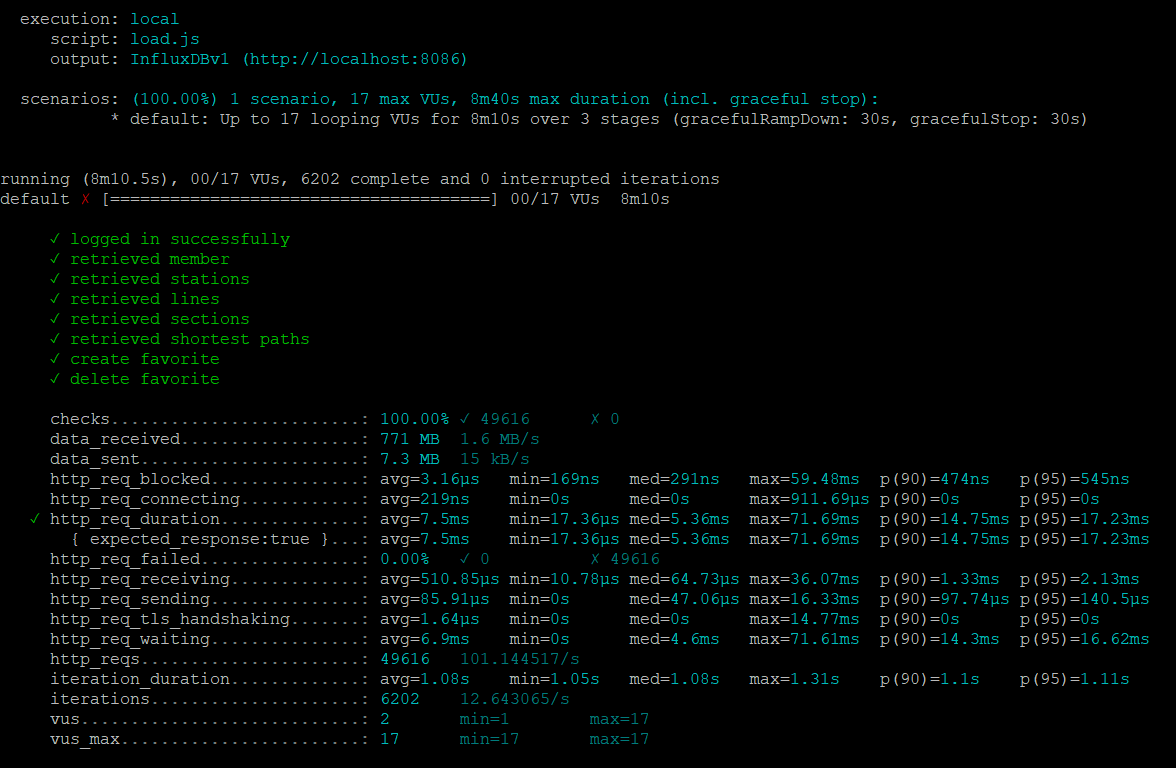 execution: local
script: load.js
output: InfluxDBv1 (http://localhost:8086)
scenarios: (100.00%) 1 scenario, 17 max VUs, 8m40s max duration (incl. graceful stop):
* default: Up to 17 looping VUs for 8m10s over 3 stages (gracefulRampDown: 30s, gracefulStop: 30s)
running (8m10.5s), 00/17 VUs, 6202 complete and 0 interrupted iterations
default ✗ [======================================] 00/17 VUs  8m10s
✓ logged in successfully
✓ retrieved member
✓ retrieved stations
✓ retrieved lines
✓ retrieved sections
✓ retrieved shortest paths
✓ create favorite
✓ delete favorite
checks.........................: 100.00% ✓ 49616      ✗ 0
data_received..................: 771 MB  1.6 MB/s
data_sent......................: 7.3 MB  15 kB/s
http_req_blocked...............: avg=3.16µs   min=169ns   med=291ns   max=59.48ms  p(90)=474ns   p(95)=545ns
http_req_connecting............: avg=219ns    min=0s      med=0s      max=911.69µs p(90)=0s      p(95)=0s
✓ http_req_duration..............: avg=7.5ms    min=17.36µs med=5.36ms  max=71.69ms  p(90)=14.75ms p(95)=17.23ms
{ expected_response:true }...: avg=7.5ms    min=17.36µs med=5.36ms  max=71.69ms  p(90)=14.75ms p(95)=17.23ms
http_req_failed................: 0.00%   ✓ 0          ✗ 49616
http_req_receiving.............: avg=510.85µs min=10.78µs med=64.73µs max=36.07ms  p(90)=1.33ms  p(95)=2.13ms
http_req_sending...............: avg=85.91µs  min=0s      med=47.06µs max=16.33ms  p(90)=97.74µs p(95)=140.5µs
http_req_tls_handshaking.......: avg=1.64µs   min=0s      med=0s      max=14.77ms  p(90)=0s      p(95)=0s
http_req_waiting...............: avg=6.9ms    min=0s      med=4.6ms   max=71.61ms  p(90)=14.3ms  p(95)=16.62ms
http_reqs......................: 49616   101.144517/s
iteration_duration.............: avg=1.08s    min=1.05s   med=1.08s   max=1.31s    p(90)=1.1s    p(95)=1.11s
iterations.....................: 6202    12.643065/s
vus............................: 2       min=1        max=17
vus_max........................: 17      min=17       max=17